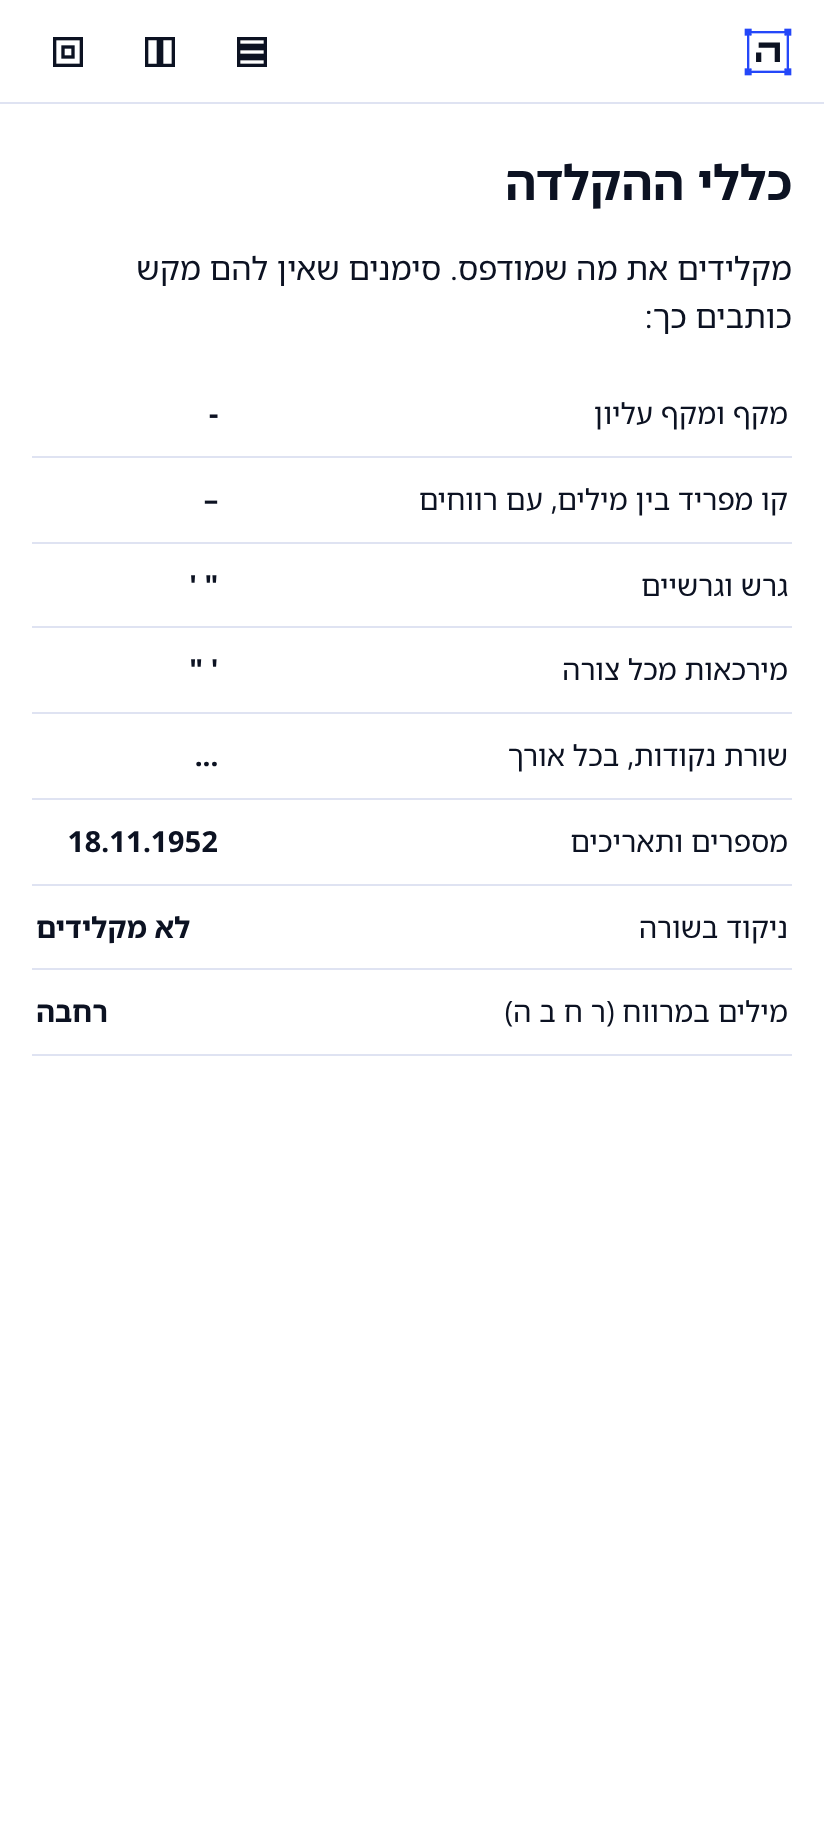 ה
כללי ההקלדה
מקלידים את מה שמודפס. סימנים שאין להם מקש
כותבים כך:
מקף ומקף עליון -
קו מפריד בין מילים, עם רווחים –
גרש וגרשיים " '
מירכאות מכל צורה ' "
שורת נקודות, בכל אורך ...
מספרים ותאריכים 18.11.1952
ניקוד בשורה לא מקלידים
מילים במרווח (ר ח ב ה) רחבה